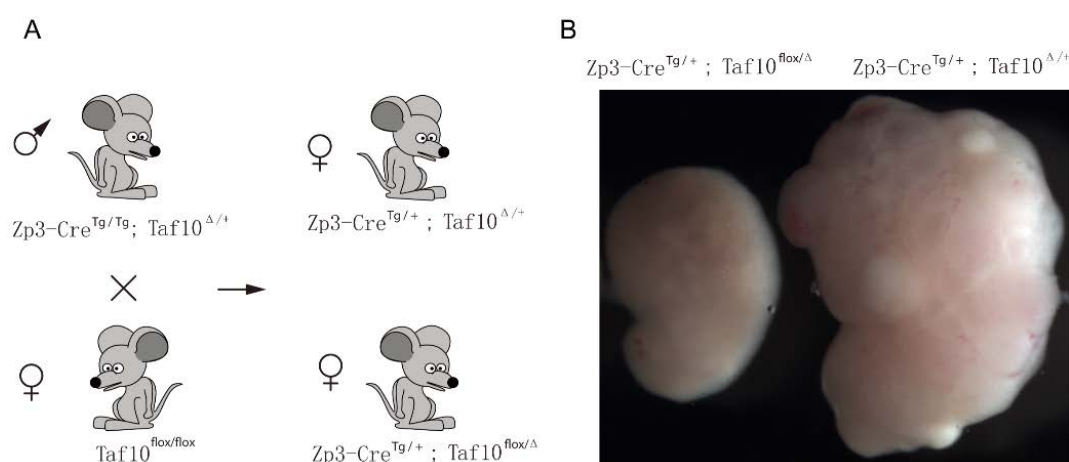 A
♂
Zp3-Cre^Tg/Tg; Taf10^Δ/+
♀
Zp3-Cre^Tg/+ ; Taf10^Δ/+
×
→
♀
Taf10^flox/flox
♀
Zp3-Cre^Tg/+ ; Taf10^flox/Δ
B
Zp3-Cre^Tg/+ ; Taf10^flox/Δ
Zp3-Cre^Tg/+ ; Taf10^Δ/+